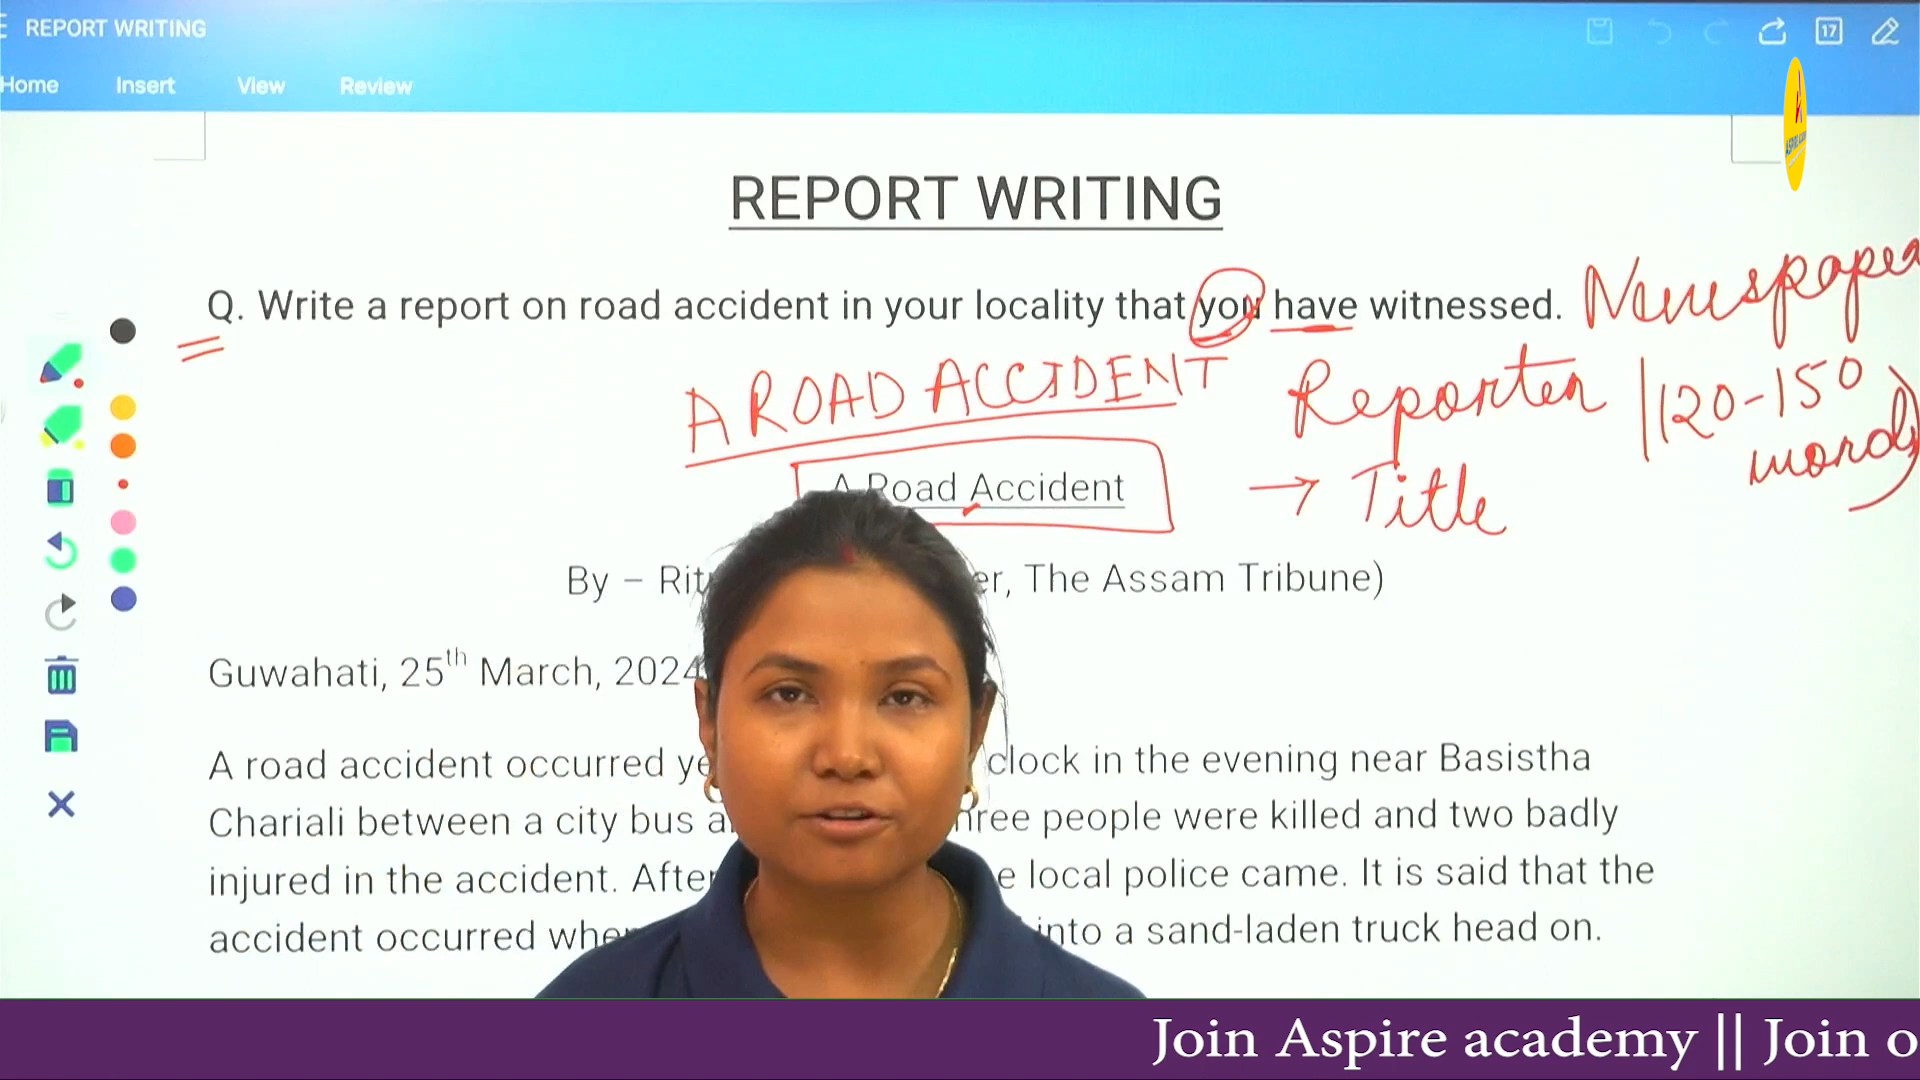 REPORT WRITING
17
Home Insert View Review
REPORT WRITING
Q. Write a report on road accident in your locality that you have witnessed. Newspaper
A ROAD ACCIDENT Reporter 120-150
words)
A Road Accident → Title
By – Rit er, The Assam Tribune)
Guwahati, 25th March, 2024
A road accident occurred ye clock in the evening near Basistha
Chariali between a city bus a hree people were killed and two badly
injured in the accident. After e local police came. It is said that the
accident occurred whe into a sand-laden truck head on.
Join Aspire academy || Join o